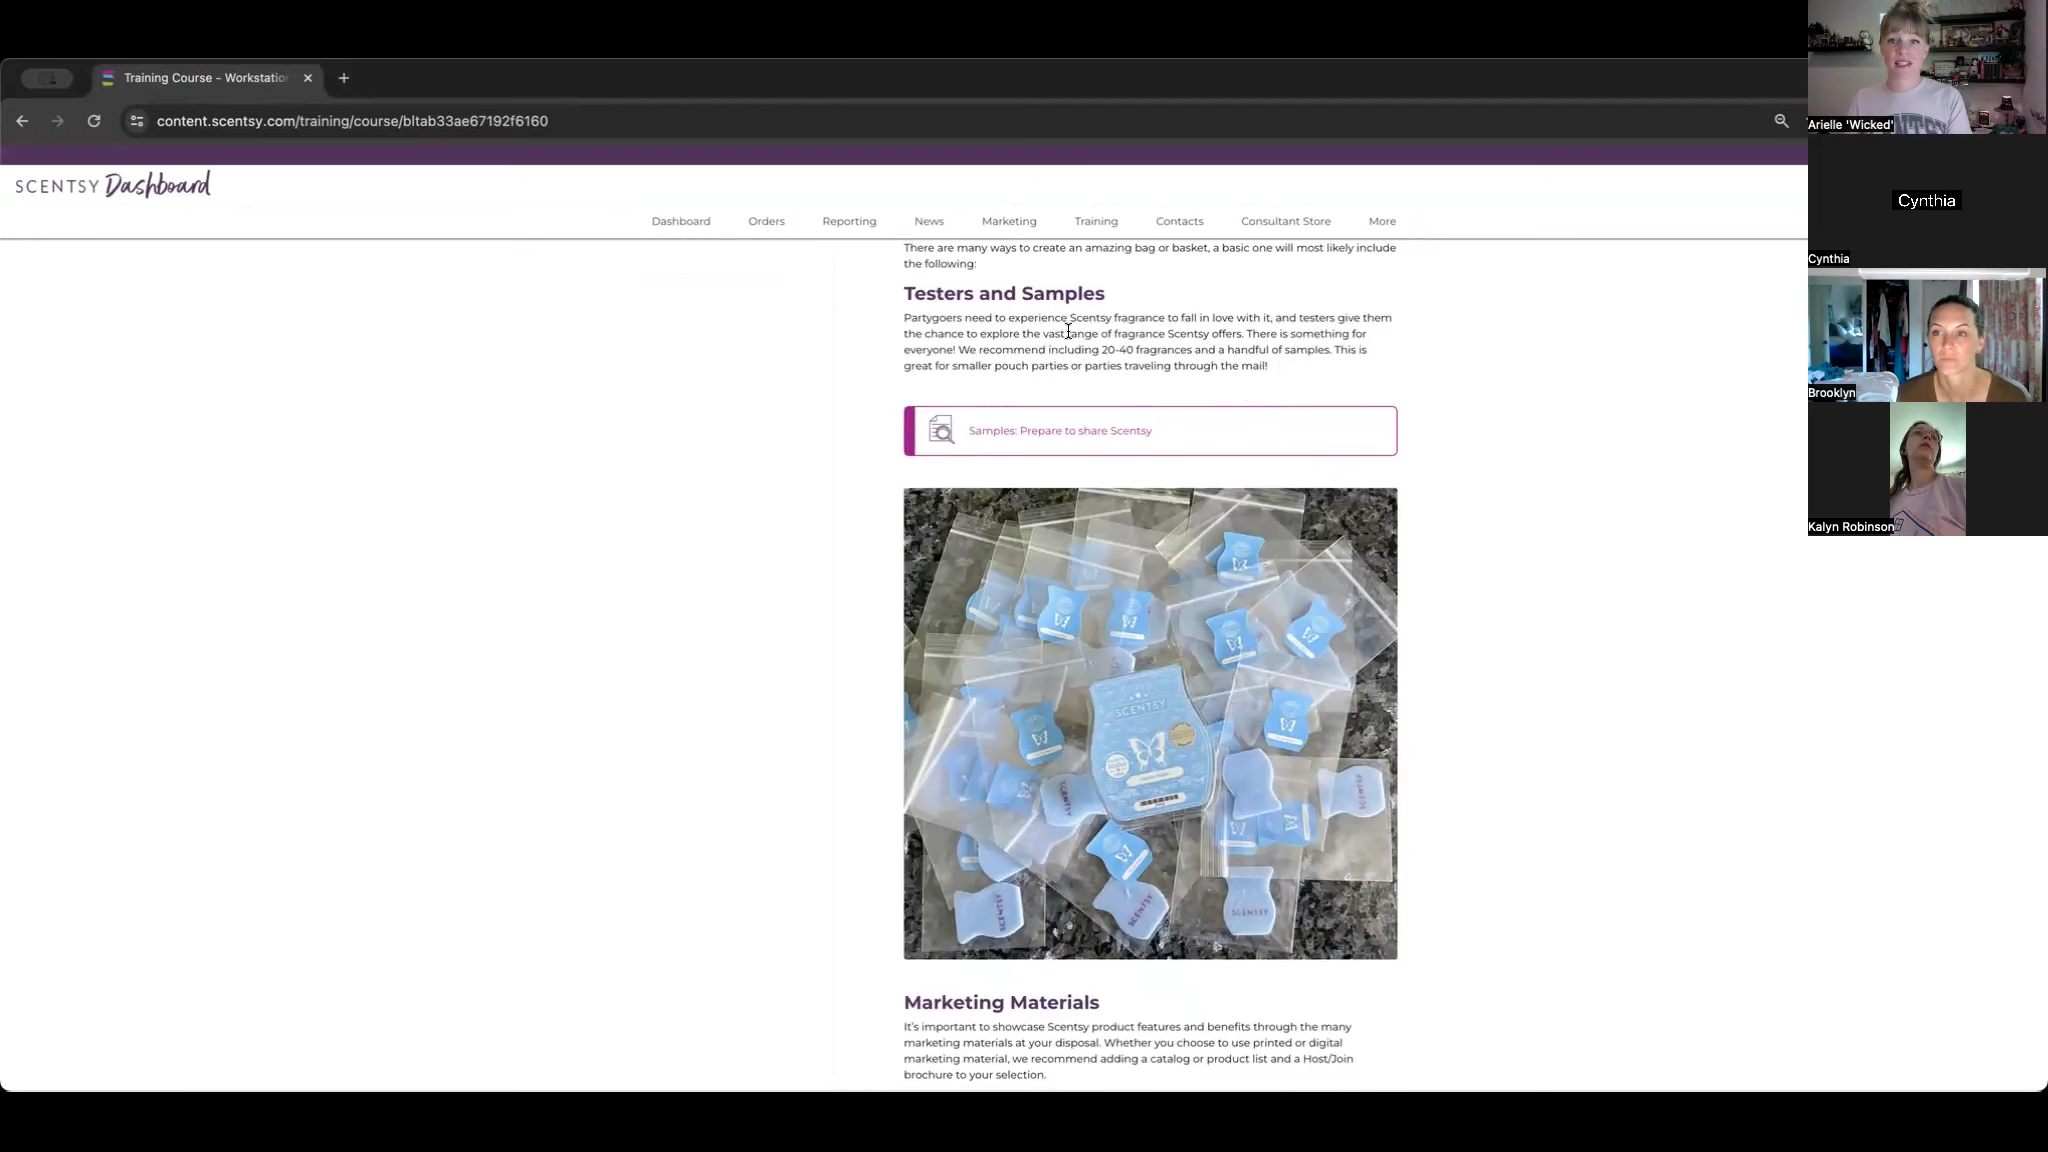 Training Course - Workstatio
content.scentsy.com/training/course/bltab33ae67192f6160
SCENTSY Dashboard
Dashboard Orders Reporting News Marketing Training Contacts Consultant Store More
There are many ways to create an amazing bag or basket, a basic one will most likely include
the following:
Testers and Samples
Partygoers need to experience Scentsy fragrance to fall in love with it, and testers give them
the chance to explore the vast range of fragrance Scentsy offers. There is something for
everyone! We recommend including 20-40 fragrances and a handful of samples. This is
great for smaller pouch parties or parties traveling through the mail!
Samples: Prepare to share Scentsy
SCENTSY
SCENTSY
SCENTSY
SCENTSY
SCENTSY
SCENTSY
Marketing Materials
It's important to showcase Scentsy product features and benefits through the many
marketing materials at your disposal. Whether you choose to use printed or digital
marketing material, we recommend adding a catalog or product list and a Host/Join
brochure to your selection.
Arielle 'Wicked'
Cynthia
Cynthia
Brooklyn
Kalyn Robinson